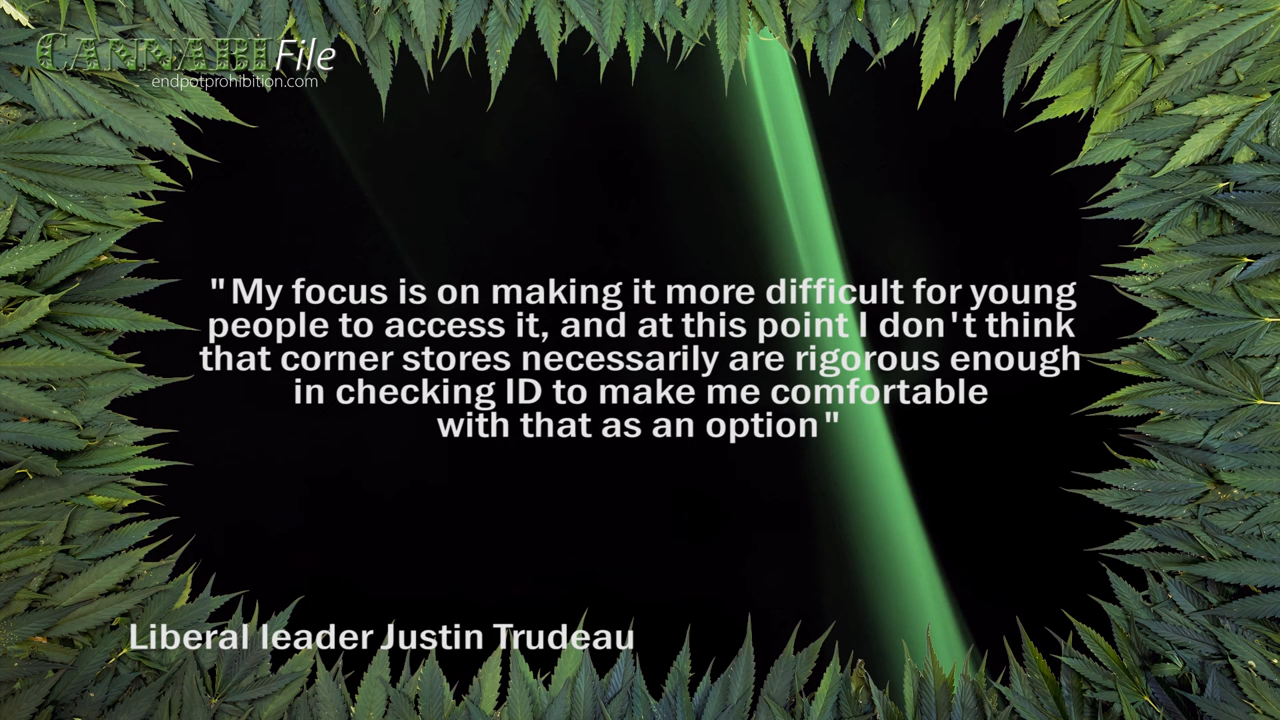 CANNABIFile
endpotprohibition.com
"My focus is on making it more difficult for young
people to access it, and at this point I don't think
that corner stores necessarily are rigorous enough
in checking ID to make me comfortable
with that as an option"
Liberal leader Justin Trudeau